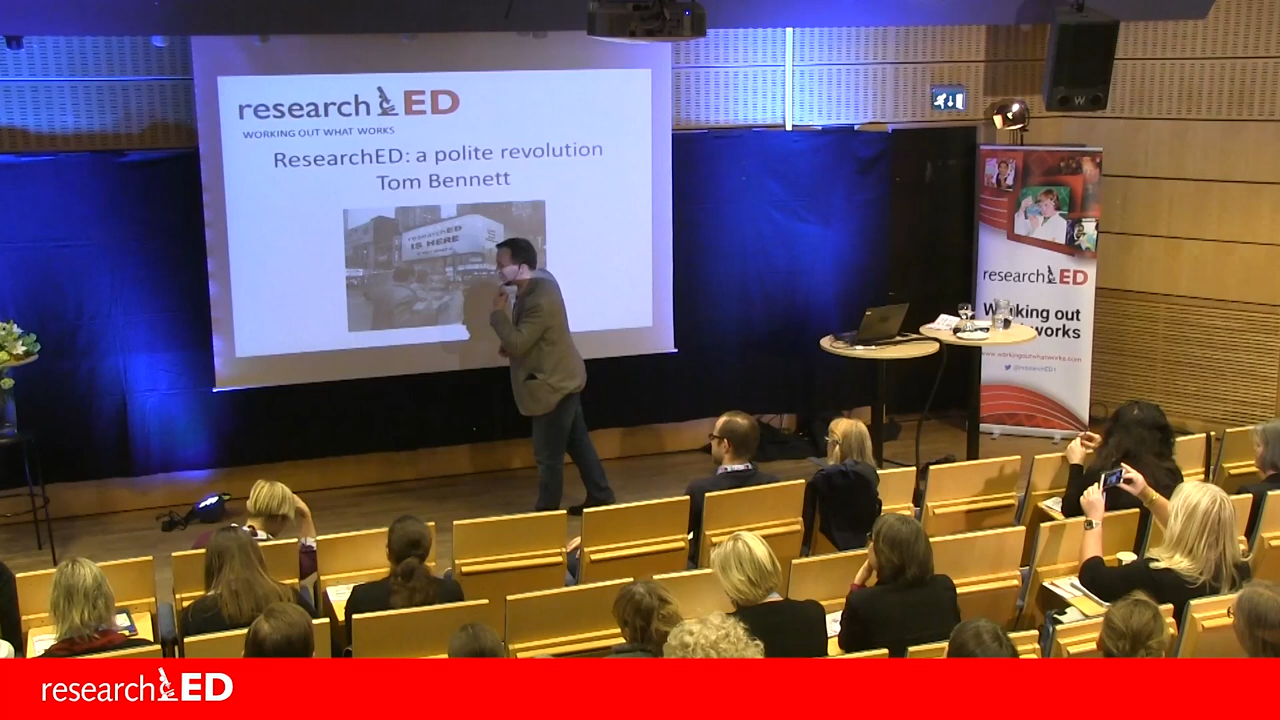 researchED
WORKING OUT WHAT WORKS
ResearchED: a polite revolution
Tom Bennett
researchED
IS HERE
W
researchED
Working out
works
www.workingoutwhatworks.com
@researchED1
researchED